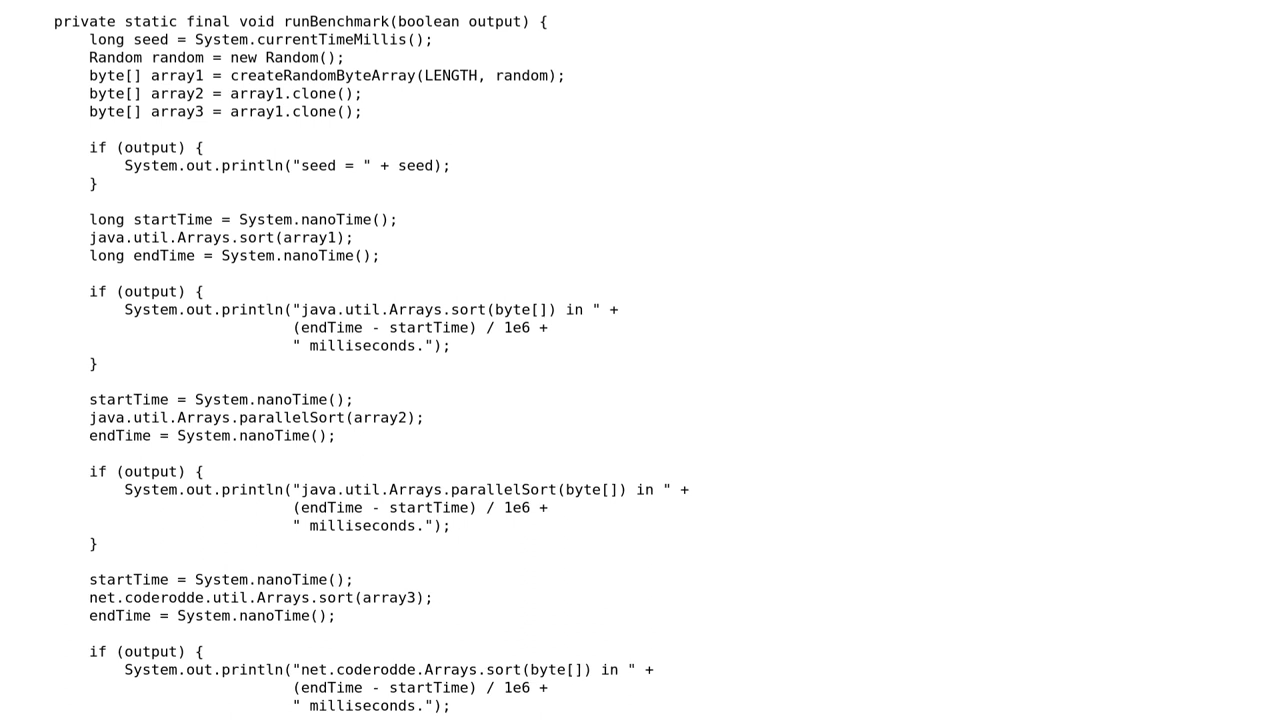 private static final void runBenchmark(boolean output) {
    long seed = System.currentTimeMillis();
    Random random = new Random();
    byte[] array1 = createRandomByteArray(LENGTH, random);
    byte[] array2 = array1.clone();
    byte[] array3 = array1.clone();

    if (output) {
        System.out.println("seed = " + seed);
    }

    long startTime = System.nanoTime();
    java.util.Arrays.sort(array1);
    long endTime = System.nanoTime();

    if (output) {
        System.out.println("java.util.Arrays.sort(byte[]) in " +
                           (endTime - startTime) / 1e6 +
                           " milliseconds.");
    }

    startTime = System.nanoTime();
    java.util.Arrays.parallelSort(array2);
    endTime = System.nanoTime();

    if (output) {
        System.out.println("java.util.Arrays.parallelSort(byte[]) in " +
                           (endTime - startTime) / 1e6 +
                           " milliseconds.");
    }

    startTime = System.nanoTime();
    net.coderodde.util.Arrays.sort(array3);
    endTime = System.nanoTime();

    if (output) {
        System.out.println("net.coderodde.Arrays.sort(byte[]) in " +
                           (endTime - startTime) / 1e6 +
                           " milliseconds.");